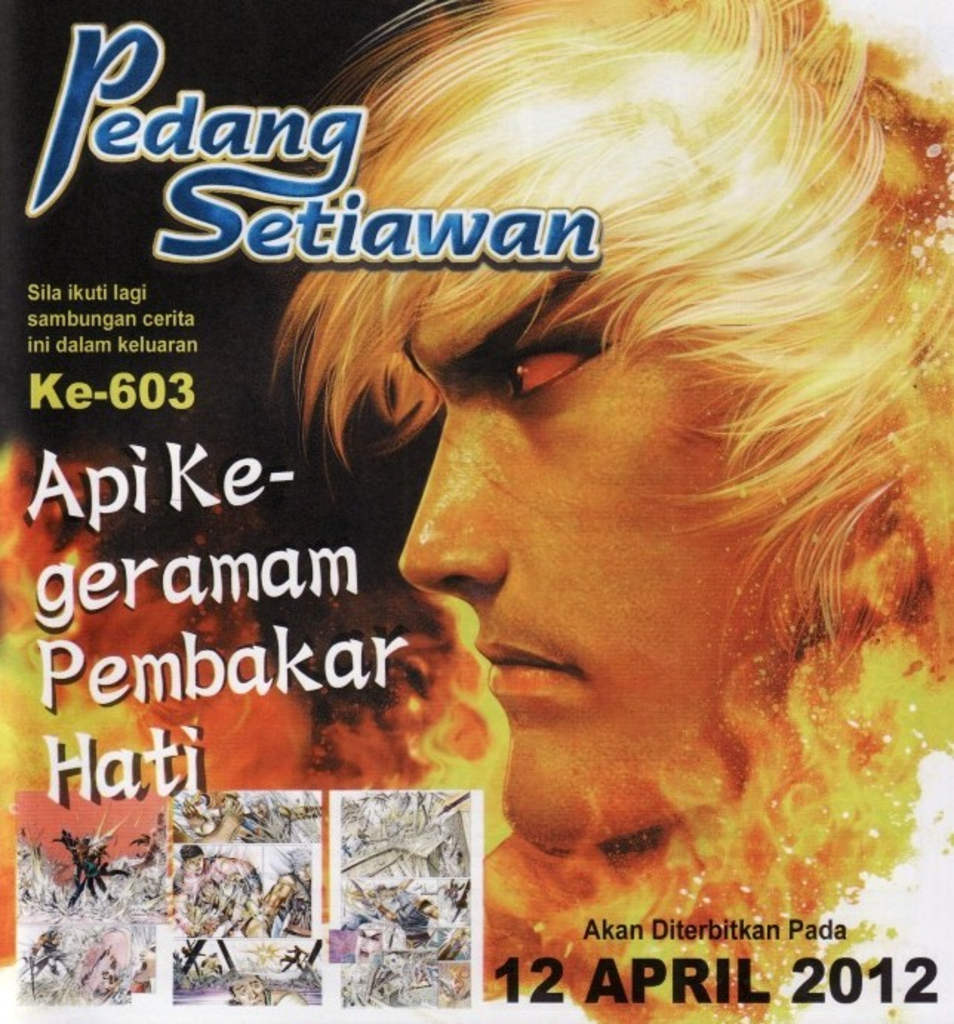 Pedang
Setiawan
Sila ikuti lagi
sambungan cerita
ini dalam keluaran
Ke-603
Api Ke-
geramam
Pembakar
Hati
Akan Diterbitkan Pada
12 APRIL 2012